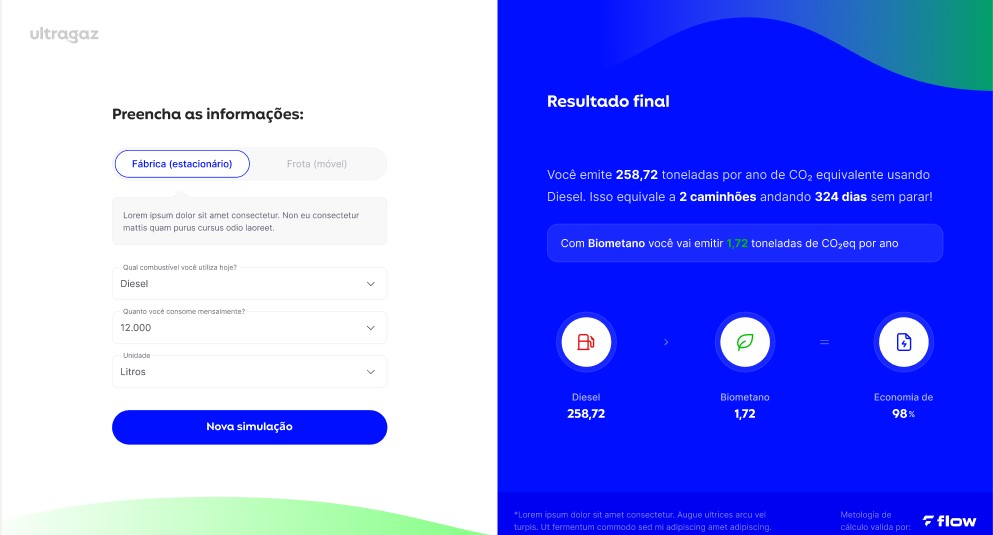 ultragaz
Preencha as informações:
Fábrica (estacionário)
Frota (móvel)
Lorem ipsum dolor sit amet consectetur. Non eu consectetur
mattis quam purus cursus odio laoreet.
Qual combustível você utiliza hoje?
Diesel
Quanto você consome mensalmente?
12.000
Unidade
Litros
Nova simulação
Resultado final
Você emite 258,72 toneladas por ano de CO₂ equivalente usando
Diesel. Isso equivale a 2 caminhões andando 324 dias sem parar!
Com Biometano você vai emitir 1,72 toneladas de CO₂eq por ano
›
=
Diesel
258,72
Biometano
1,72
Economia de
98%
*Lorem ipsum dolor sit amet consectetur. Augue ultrices arcu vel
turpis. Ut fermentum commodo sed mi adipiscing amet adipiscing.
Metologia de
cálculo valida por:
flow